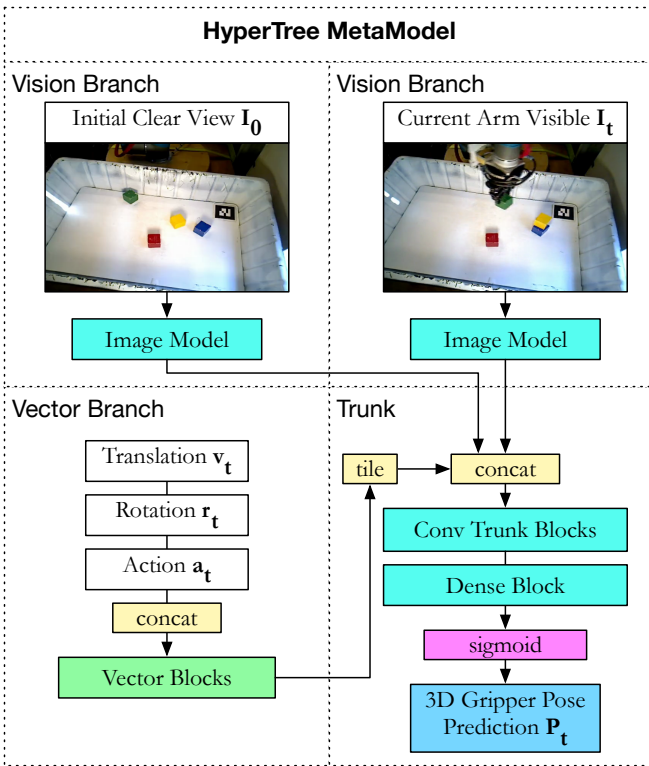 HyperTree MetaModel
Vision Branch
Initial Clear View I0
Image Model
Vision Branch
Current Arm Visible It
Image Model
Vector Branch
Translation vt
Rotation rt
Action at
concat
Vector Blocks
Trunk
tile
concat
Conv Trunk Blocks
Dense Block
sigmoid
3D Gripper Pose
Prediction Pt